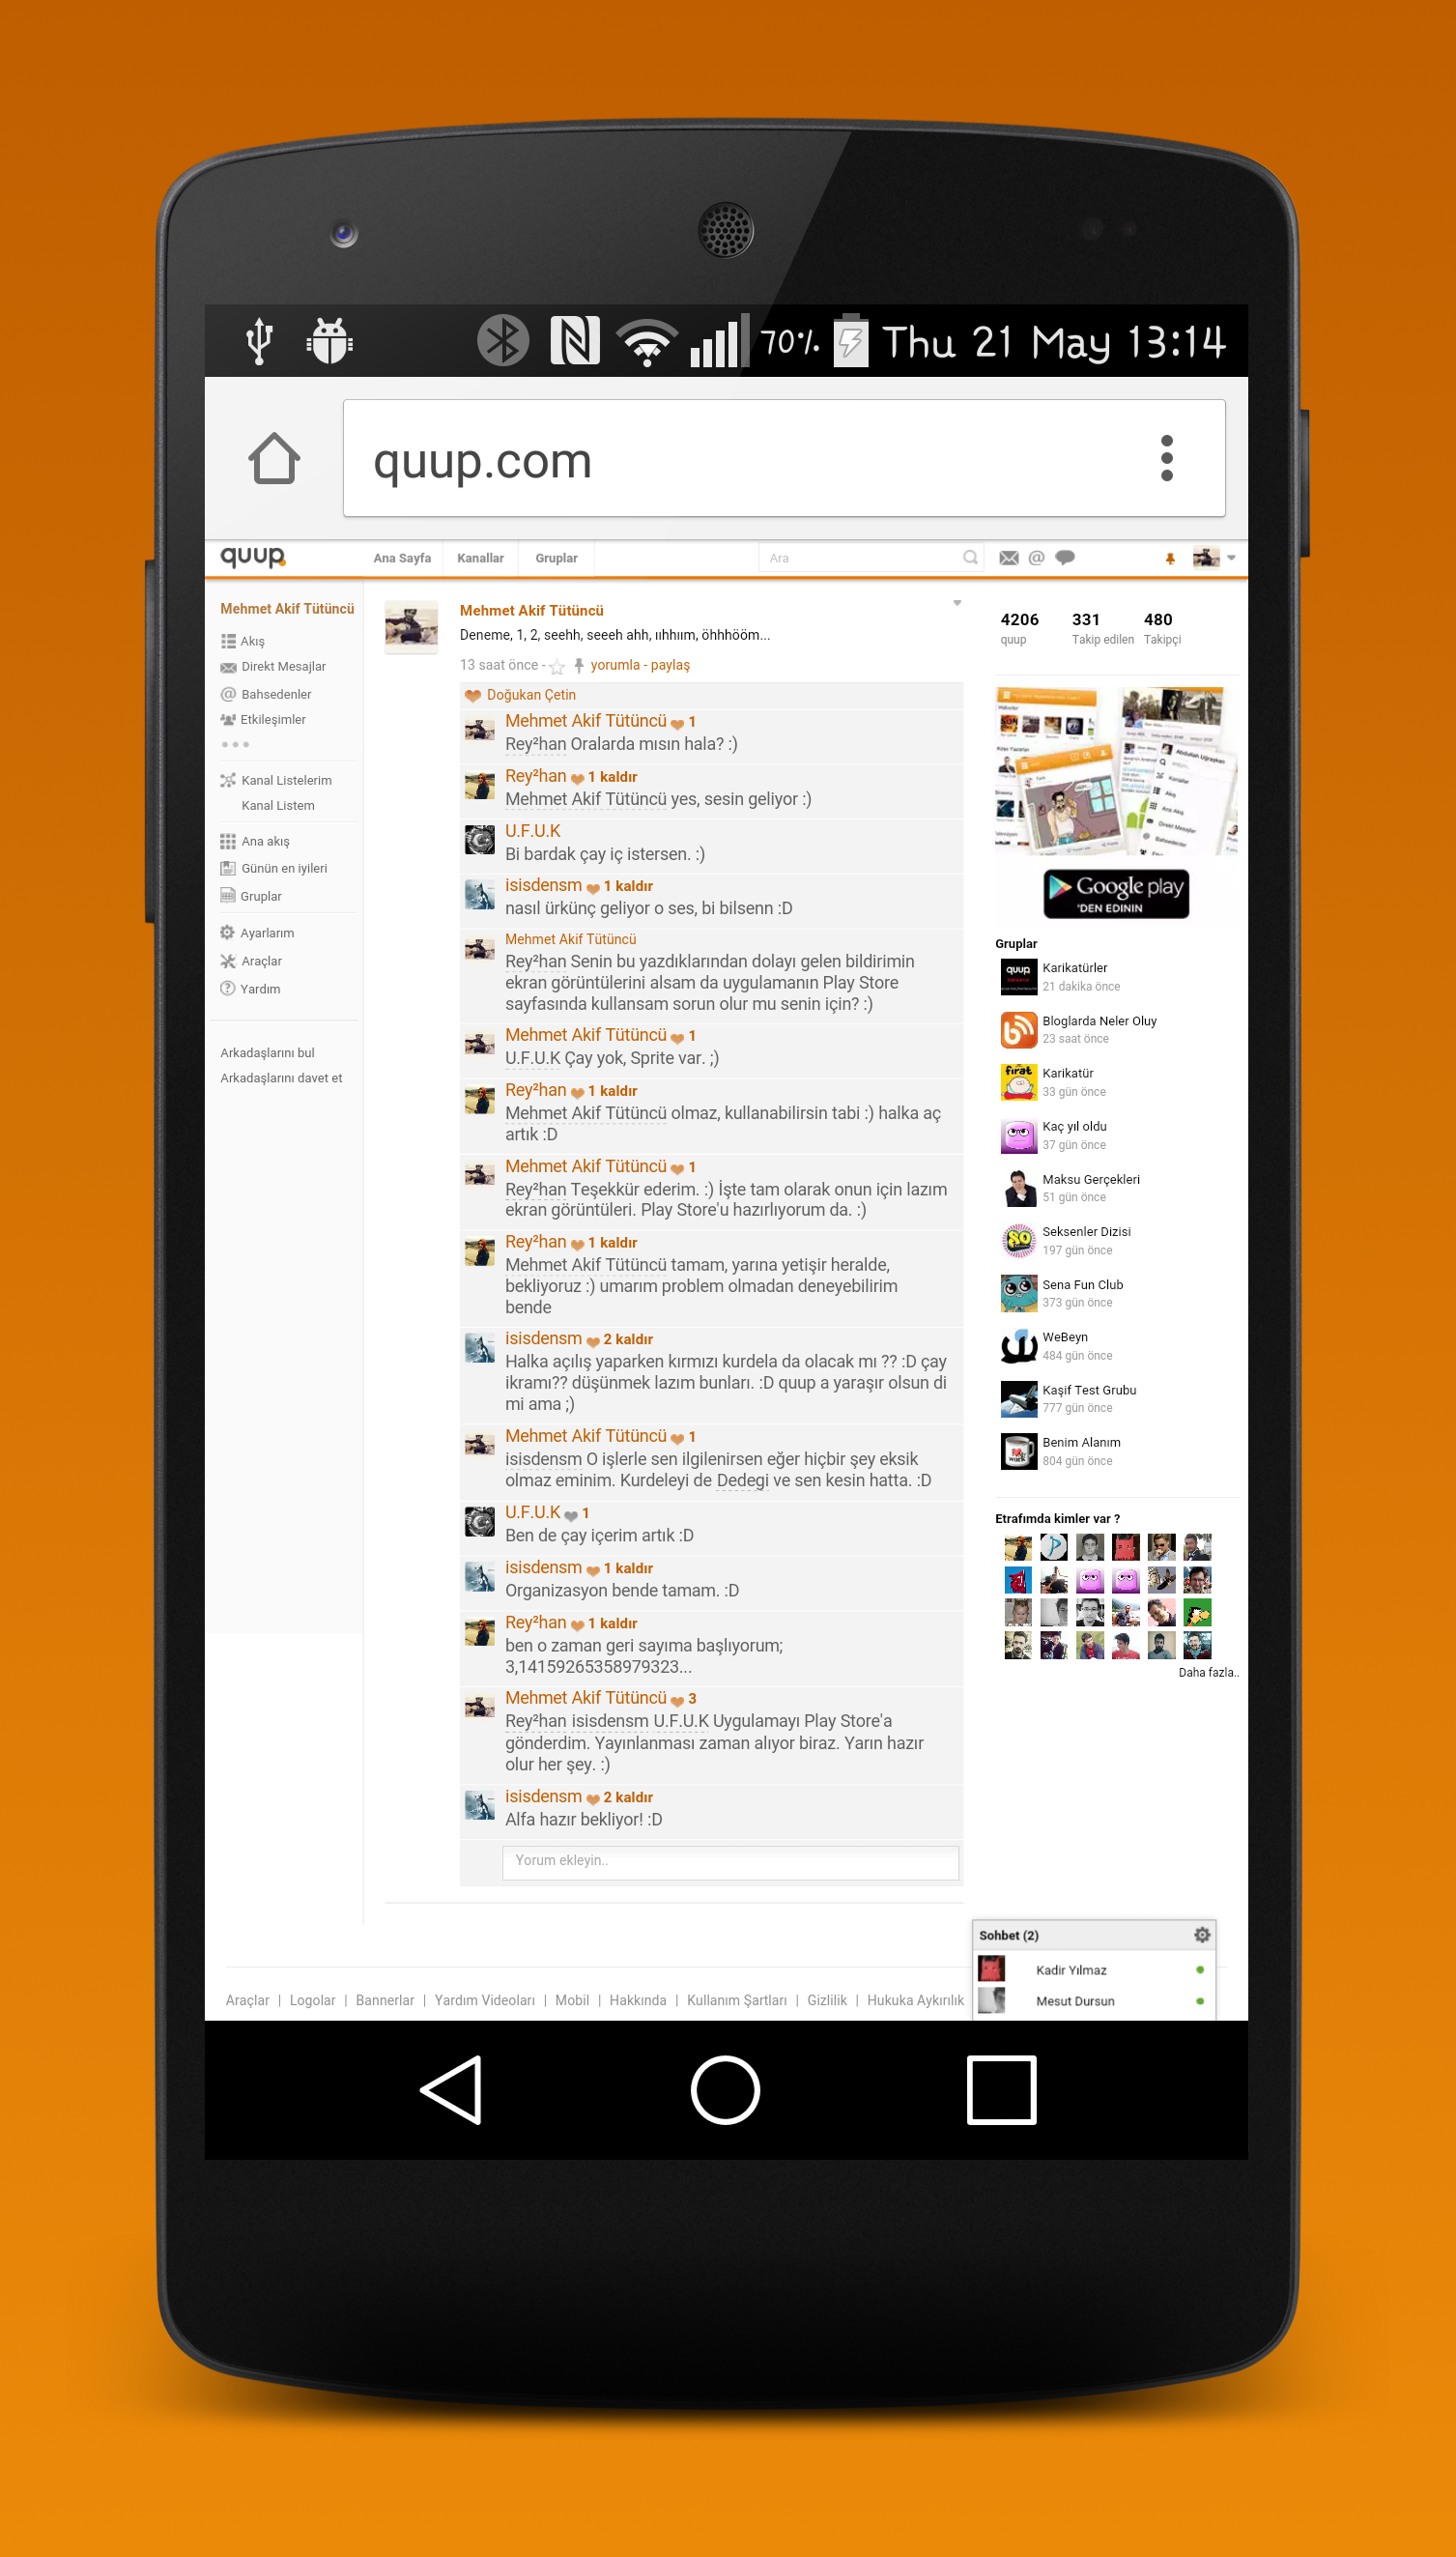 70% Thu 21 May 13:14
quup.com
quup
Ana Sayfa
Kanallar
Gruplar
Ara
Mehmet Akif Tütüncü
Akış
Direkt Mesajlar
Bahsedenler
Etkileşimler
Kanal Listelerim
Kanal Listem
Ana akış
Günün en iyileri
Gruplar
Ayarlarım
Araçlar
Yardım
Arkadaşlarını bul
Arkadaşlarını davet et
Mehmet Akif Tütüncü
Deneme, 1, 2, seehh, seeeh ahh, ııhhıım, öhhhööm...
13 saat önce - yorumla - paylaş
Doğukan Çetin
Mehmet Akif Tütüncü 1
Rey²han Oralarda mısın hala? :)
Rey²han 1 kaldır
Mehmet Akif Tütüncü yes, sesin geliyor :)
U.F.U.K
Bi bardak çay iç istersen. :)
isisdensm 1 kaldır
nasıl ürkünç geliyor o ses, bi bilsenn :D
Mehmet Akif Tütüncü
Rey²han Senin bu yazdıklarından dolayı gelen bildirimin
ekran görüntülerini alsam da uygulamanın Play Store
sayfasında kullansam sorun olur mu senin için? :)
Mehmet Akif Tütüncü 1
U.F.U.K Çay yok, Sprite var. ;)
Rey²han 1 kaldır
Mehmet Akif Tütüncü olmaz, kullanabilirsin tabi :) halka aç
artık :D
Mehmet Akif Tütüncü 1
Rey²han Teşekkür ederim. :) İşte tam olarak onun için lazım
ekran görüntüleri. Play Store'u hazırlıyorum da. :)
Rey²han 1 kaldır
Mehmet Akif Tütüncü tamam, yarına yetişir heralde,
bekliyoruz :) umarım problem olmadan deneyebilirim
bende
isisdensm 2 kaldır
Halka açılış yaparken kırmızı kurdela da olacak mı ?? :D çay
ikramı?? düşünmek lazım bunları. :D quup a yaraşır olsun di
mi ama ;)
Mehmet Akif Tütüncü 1
isisdensm O işlerle sen ilgilenirsen eğer hiçbir şey eksik
olmaz eminim. Kurdeleyi de Dedegi ve sen kesin hatta. :D
U.F.U.K 1
Ben de çay içerim artık :D
isisdensm 1 kaldır
Organizasyon bende tamam. :D
Rey²han 1 kaldır
ben o zaman geri sayıma başlıyorum;
3,14159265358979323...
Mehmet Akif Tütüncü 3
Rey²han isisdensm U.F.U.K Uygulamayı Play Store'a
gönderdim. Yayınlanması zaman alıyor biraz. Yarın hazır
olur her şey. :)
isisdensm 2 kaldır
Alfa hazır bekliyor! :D
Yorum ekleyin..
4206 331 480
quup Takip edilen Takipçi
Abdullah Uğraşkan
Kanallar
Akış
Ana Akış
Direkt Mesajlar
Google play
'DEN EDININ
Gruplar
quup
Karikatürler
21 dakika önce
Bloglarda Neler Oluy
23 saat önce
fırat
Karikatür
33 gün önce
Kaç yıl oldu
37 gün önce
Maksu Gerçekleri
51 gün önce
80
Seksenler Dizisi
197 gün önce
Sena Fun Club
373 gün önce
WeBeyn
484 gün önce
Kaşif Test Grubu
777 gün önce
Benim Alanım
804 gün önce
Etrafımda kimler var ?
Daha fazla..
Sohbet (2)
Kadir Yılmaz
Mesut Dursun
Araçlar | Logolar | Bannerlar | Yardım Videoları | Mobil | Hakkında | Kullanım Şartları | Gizlilik | Hukuka Aykırılık